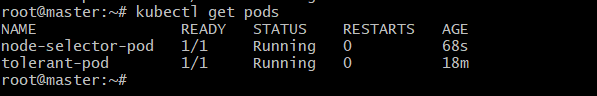 root@master:~# kubectl get pods
NAME                READY   STATUS    RESTARTS   AGE
node-selector-pod   1/1     Running   0          68s
tolerant-pod        1/1     Running   0          18m
root@master:~#